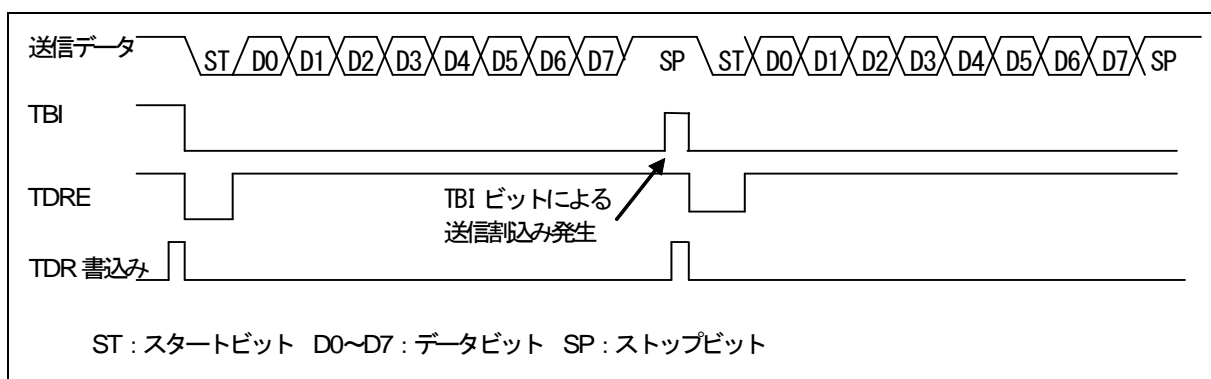 送信データ ST D0 D1 D2 D3 D4 D5 D6 D7 SP ST D0 D1 D2 D3 D4 D5 D6 D7 SP
TBI
TDRE
TBI ビットによる
送信割込み発生
TDR 書込み
ST：スタートビット D0～D7：データビット SP：ストップビット